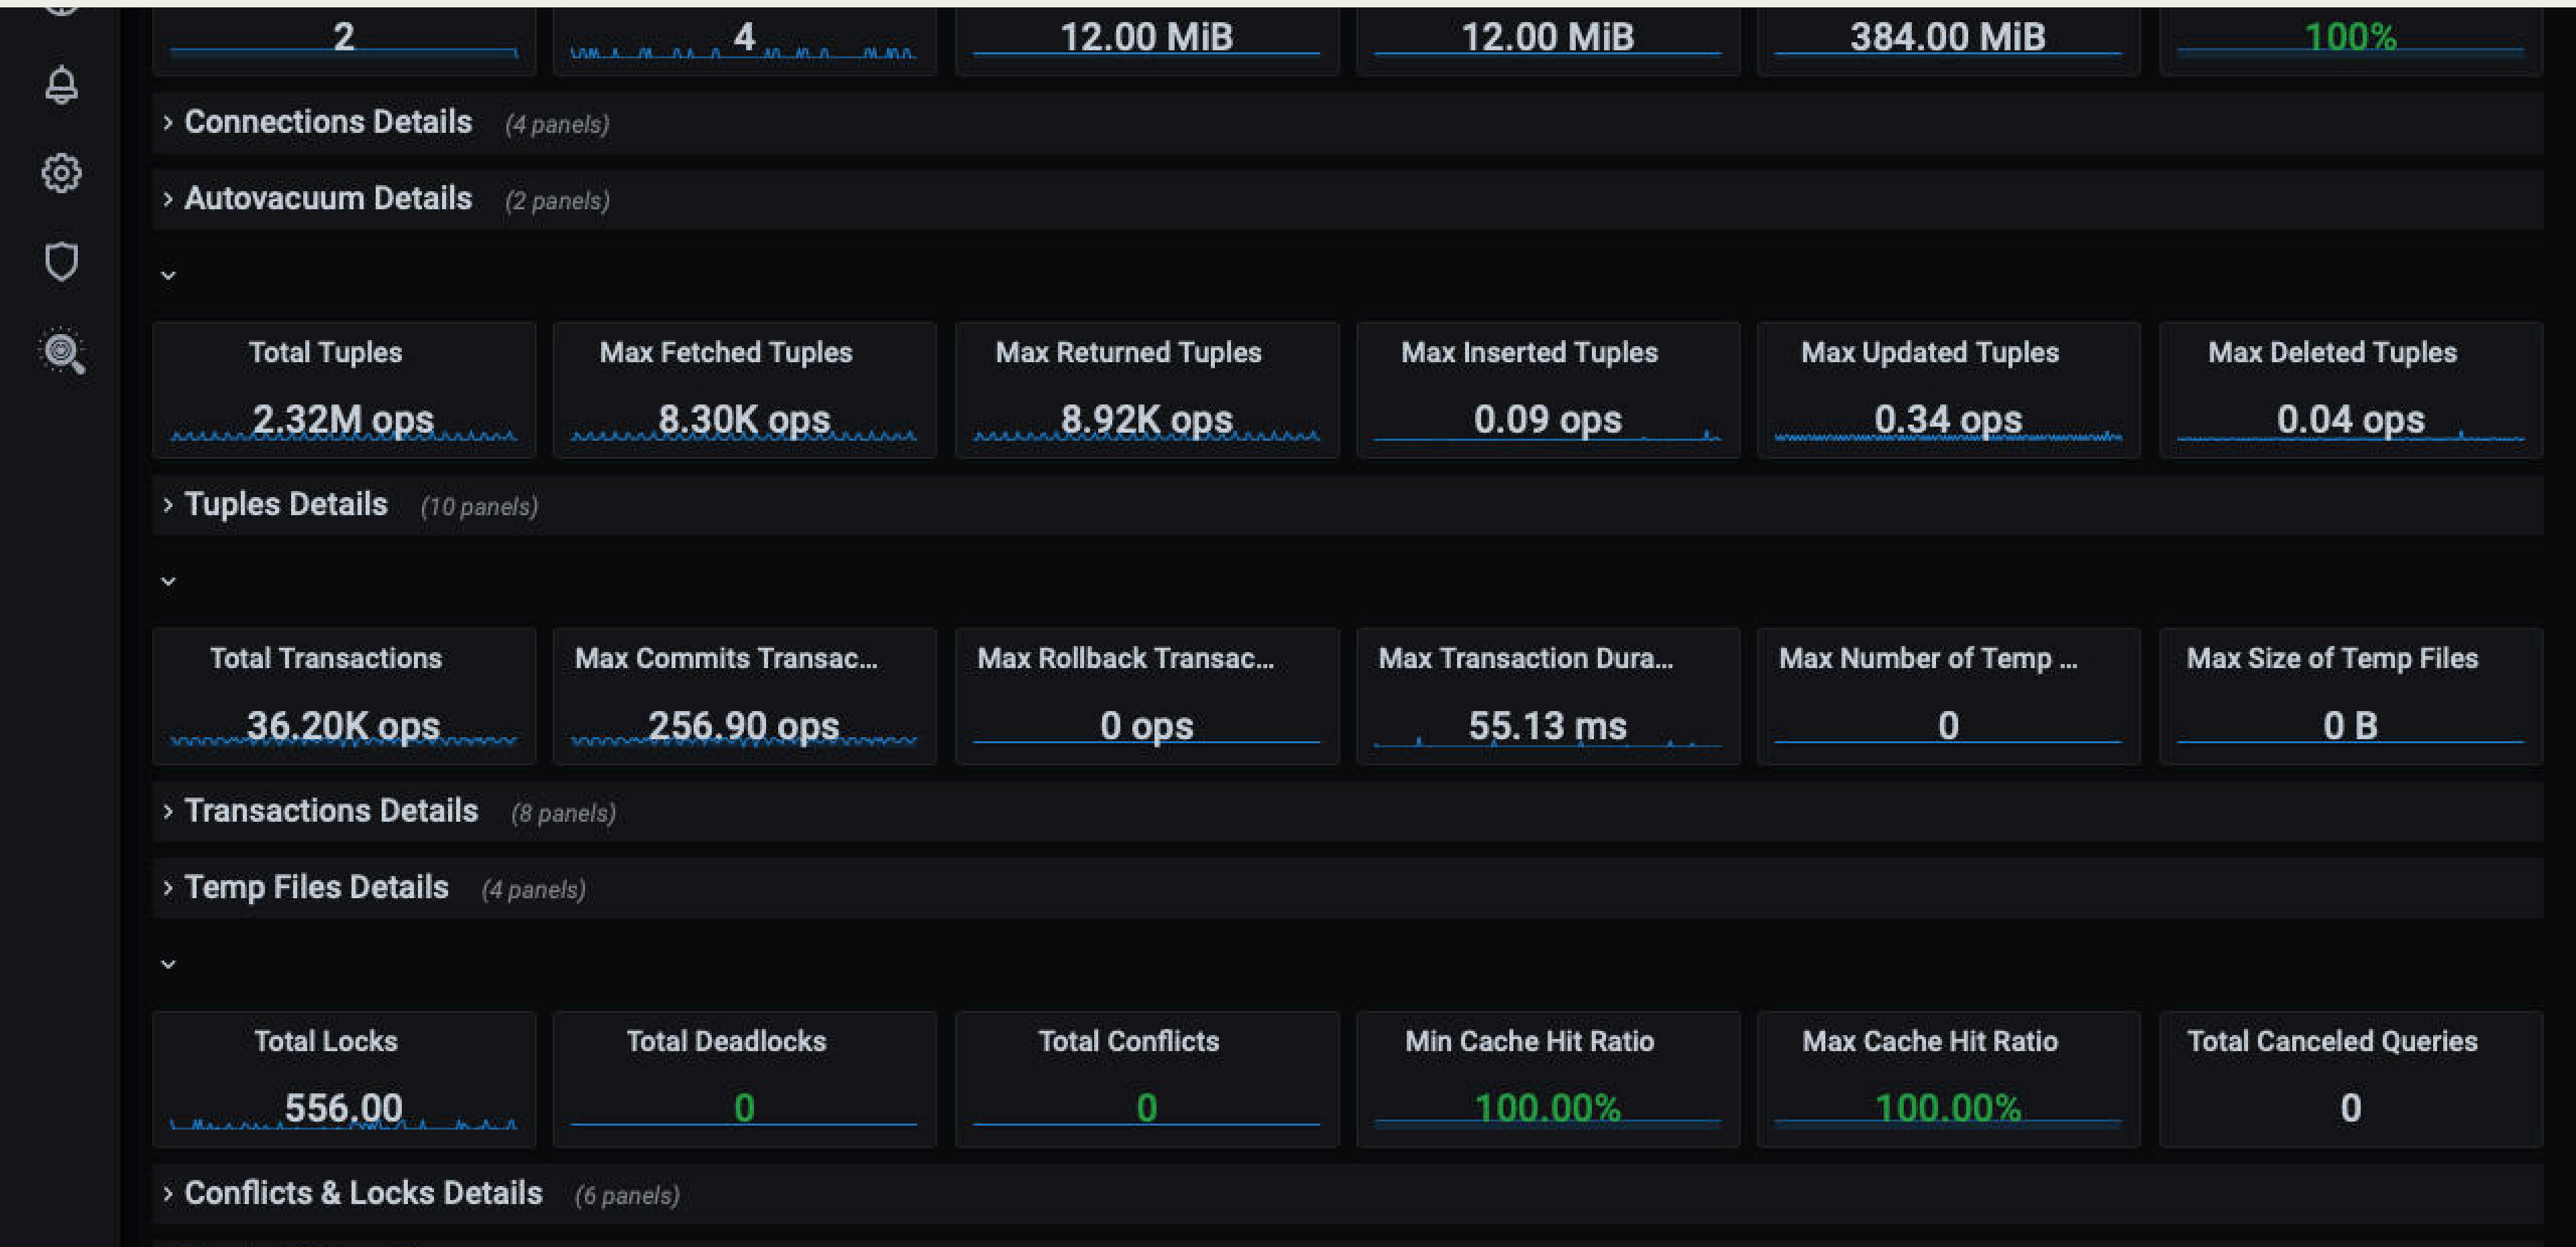 2 4 12.00 MiB 12.00 MiB 384.00 MiB 100%
Connections Details (4 panels)
Autovacuum Details (2 panels)
Total Tuples Max Fetched Tuples Max Returned Tuples Max Inserted Tuples Max Updated Tuples Max Deleted Tuples
2.32M ops 8.30K ops 8.92K ops 0.09 ops 0.34 ops 0.04 ops
Tuples Details (10 panels)
Total Transactions Max Commits Transac... Max Rollback Transac... Max Transaction Dura... Max Number of Temp ... Max Size of Temp Files
36.20K ops 256.90 ops 0 ops 55.13 ms 0 0 B
Transactions Details (8 panels)
Temp Files Details (4 panels)
Total Locks Total Deadlocks Total Conflicts Min Cache Hit Ratio Max Cache Hit Ratio Total Canceled Queries
556.00 0 0 100.00% 100.00% 0
Conflicts & Locks Details (6 panels)